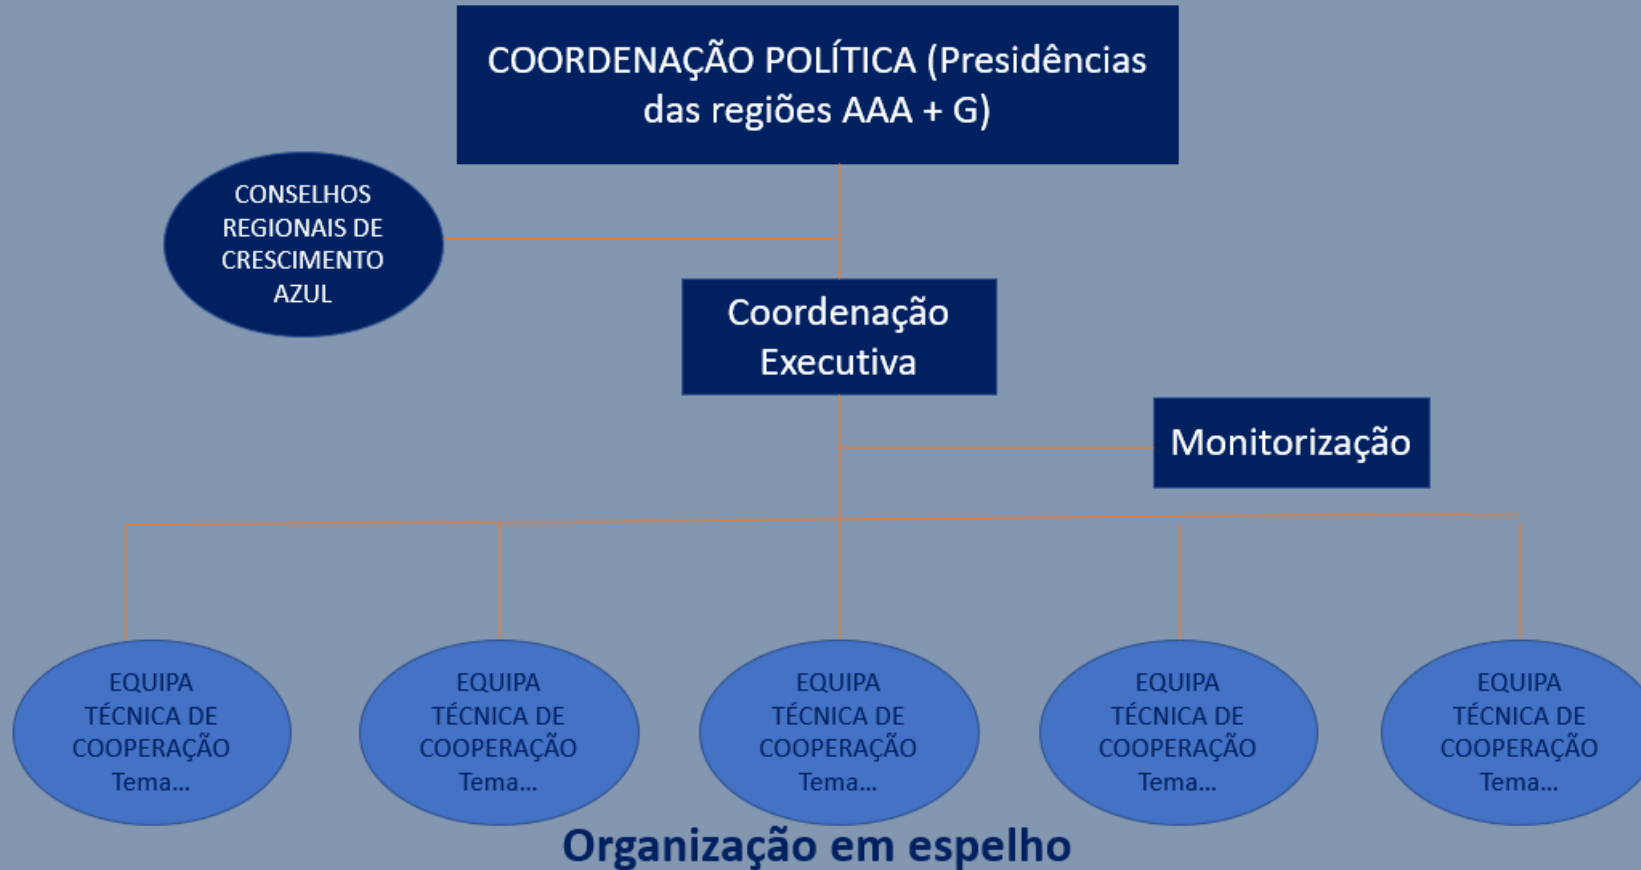 COORDENAÇÃO POLÍTICA (Presidências
das regiões AAA + G)
CONSELHOS
REGIONAIS DE
CRESCIMENTO
AZUL
Coordenação
Executiva
Monitorização
EQUIPA
TÉCNICA DE
COOPERAÇÃO
Tema...
EQUIPA
TÉCNICA DE
COOPERAÇÃO
Tema...
EQUIPA
TÉCNICA DE
COOPERAÇÃO
Tema...
EQUIPA
TÉCNICA DE
COOPERAÇÃO
Tema...
EQUIPA
TÉCNICA DE
COOPERAÇÃO
Tema...
Organização em espelho